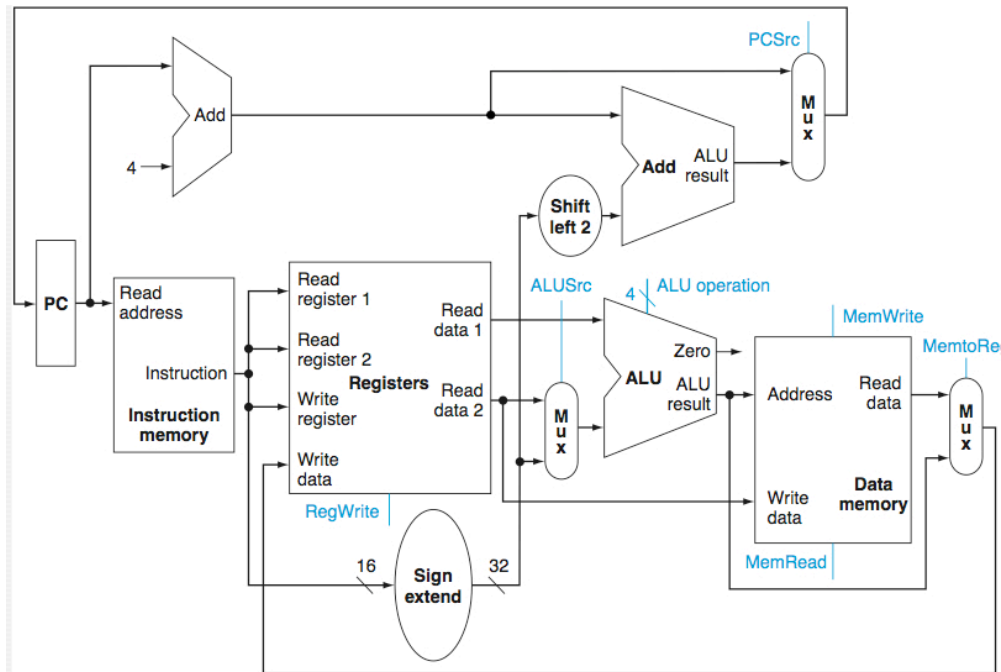 PCSrc
M
u
x
Add
4
Add
ALU
result
Shift
left 2
PC
Read
address
Instruction
Instruction
memory
Read
register 1
Read
register 2
Write
register
Write
data
Registers
Read
data 1
Read
data 2
RegWrite
16
Sign
extend
32
ALUSrc
M
u
x
4
ALU operation
Zero
ALU
ALU
result
MemWrite
Address
Read
data
Write
data
Data
memory
MemRead
MemtoReg
M
u
x